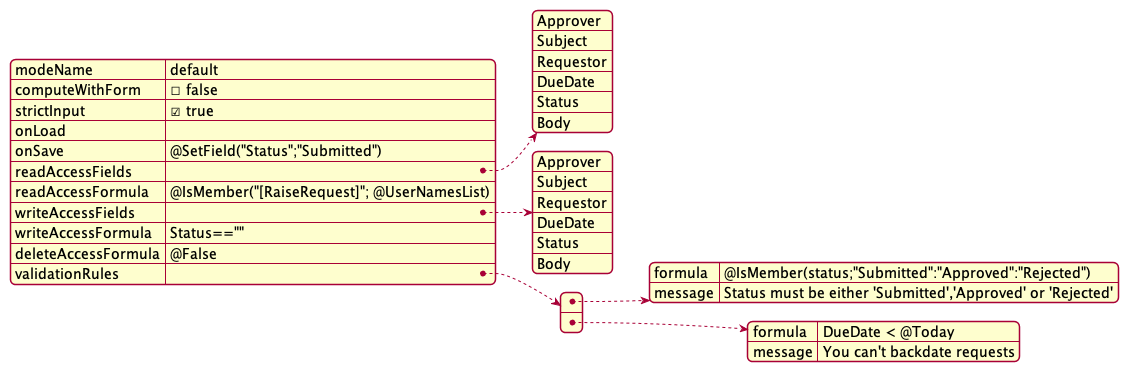 modeName default
computeWithForm ☐ false
strictInput ☑ true
onLoad
onSave @SetField("Status";"Submitted")
readAccessFields
readAccessFormula @IsMember("[RaiseRequest]"; @UserNamesList)
writeAccessFields
writeAccessFormula Status==""
deleteAccessFormula @False
validationRules
Approver
Subject
Requestor
DueDate
Status
Body
Approver
Subject
Requestor
DueDate
Status
Body
formula @IsMember(status;"Submitted":"Approved":"Rejected")
message Status must be either 'Submitted','Approved' or 'Rejected'
formula DueDate < @Today
message You can't backdate requests